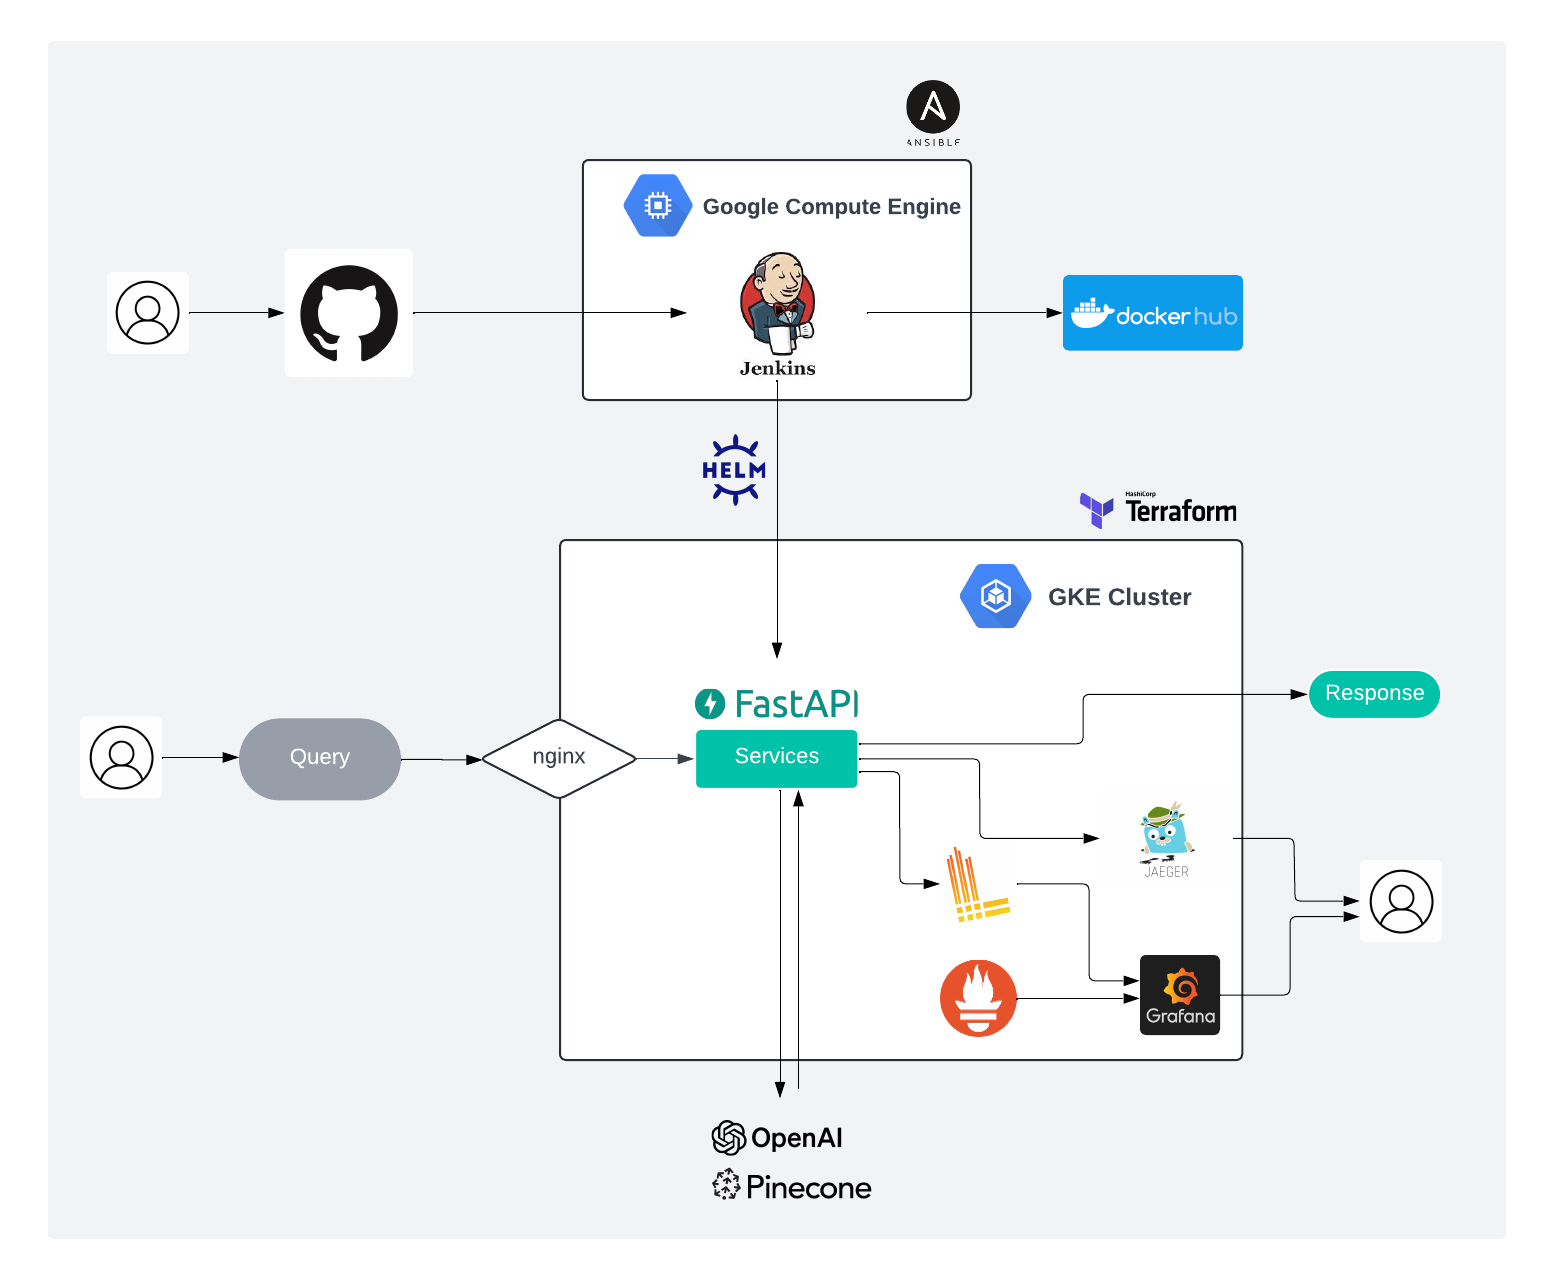 ANSIBLE
Google Compute Engine
Jenkins
docker hub
HELM
HashiCorp
Terraform
GKE Cluster
FastAPI
Response
Query
nginx
Services
JAEGER
Grafana
OpenAI
Pinecone